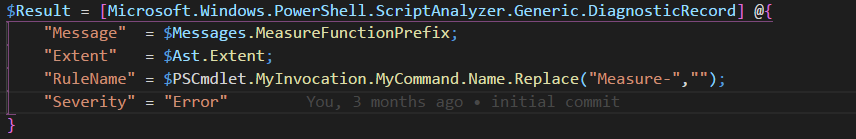 $Result = [Microsoft.Windows.PowerShell.ScriptAnalyzer.Generic.DiagnosticRecord] @{
"Message" = $Messages.MeasureFunctionPrefix;
"Extent" = $Ast.Extent;
"RuleName" = $PSCmdlet.MyInvocation.MyCommand.Name.Replace("Measure-","");
"Severity" = "Error" You, 3 months ago • initial commit
}